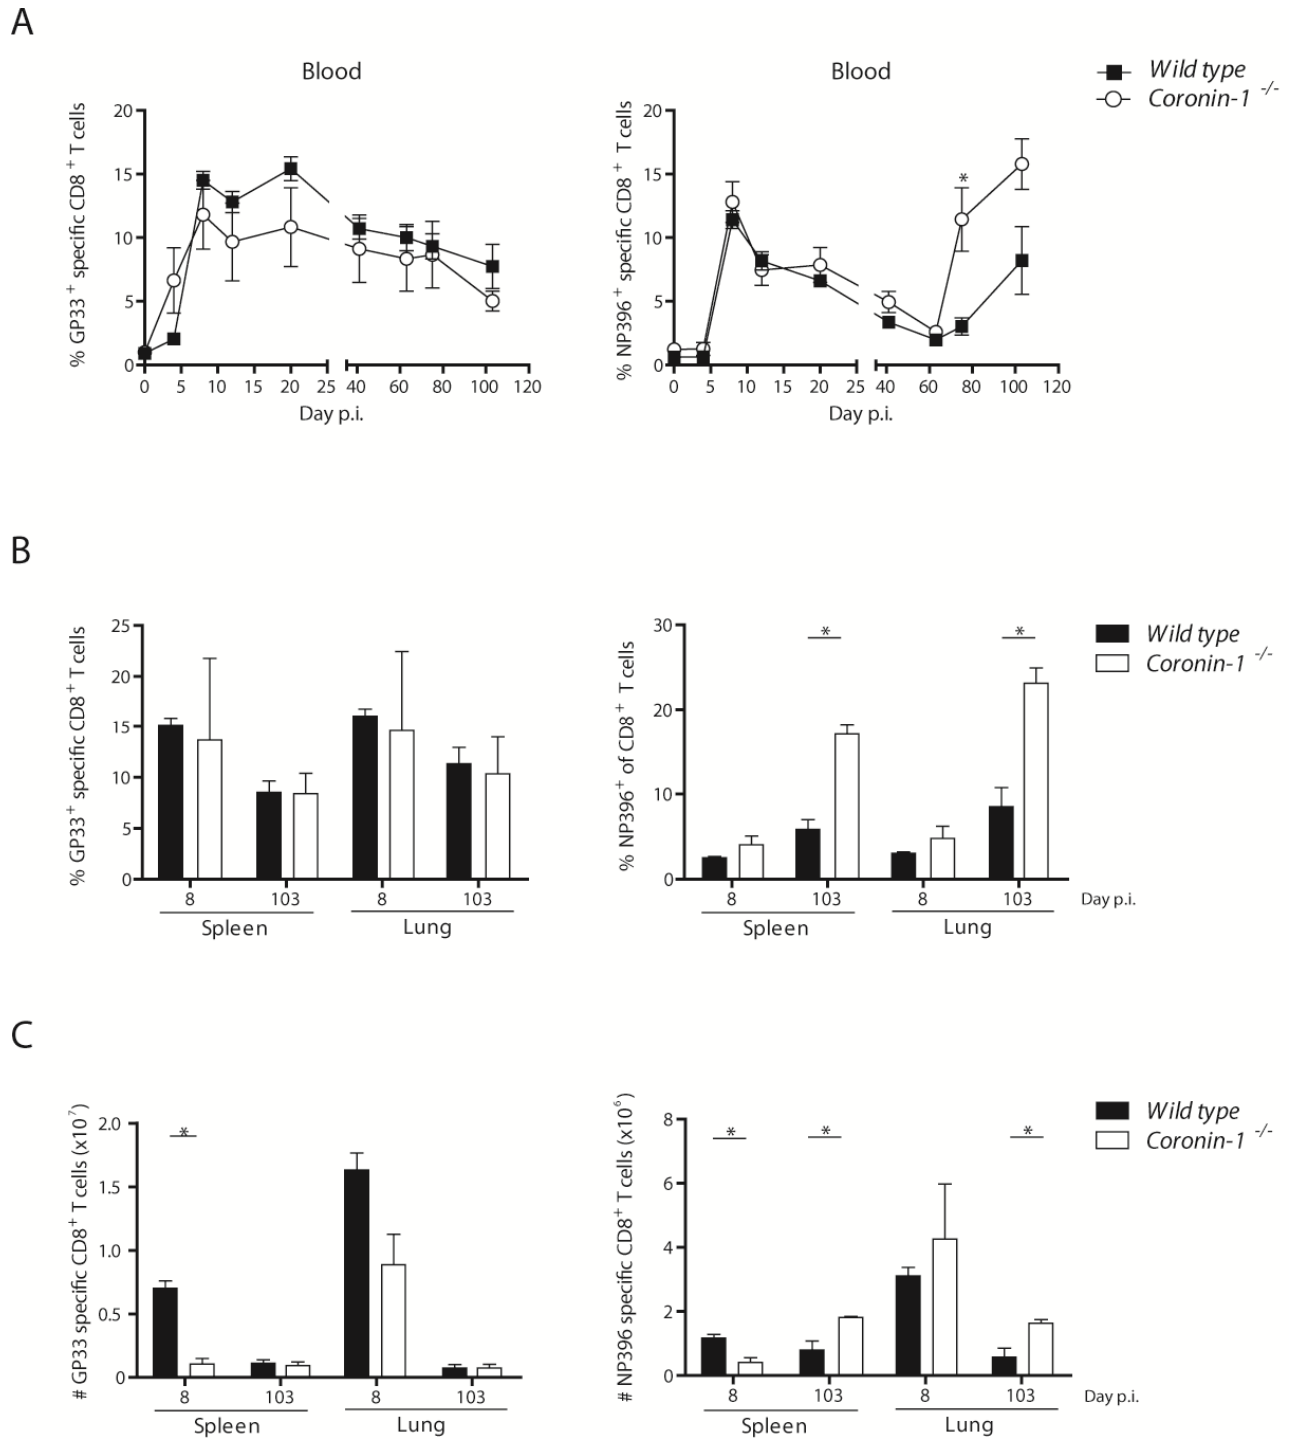 A
Blood
Blood
Wild type
Coronin-1 -/-
% GP33 + specific CD8 + T cells
20
15
10
5
0
0 5 10 15 20 25 40 60 80 100 120
Day p.i.
% NP396 + specific CD8 + T cells
20
15
10
5
0
*
0 5 10 15 20 25 40 60 80 100 120
Day p.i.
B
% GP33+ specific CD8+ T cells
25
20
15
10
5
0
8 103 8 103
Spleen Lung
% NP396+ of CD8+ T cells
30
20
10
0
* *
8 103 8 103 Day p.i.
Spleen Lung
Wild type
Coronin-1 -/-
C
# GP33 specific CD8+ T cells (x107)
2.0
1.5
1.0
0.5
0
*
8 103 8 103
Spleen Lung
# NP396 specific CD8+ T cells (x106)
8
6
4
2
0
* * *
8 103 8 103 Day p.i.
Spleen Lung
Wild type
Coronin-1 -/-